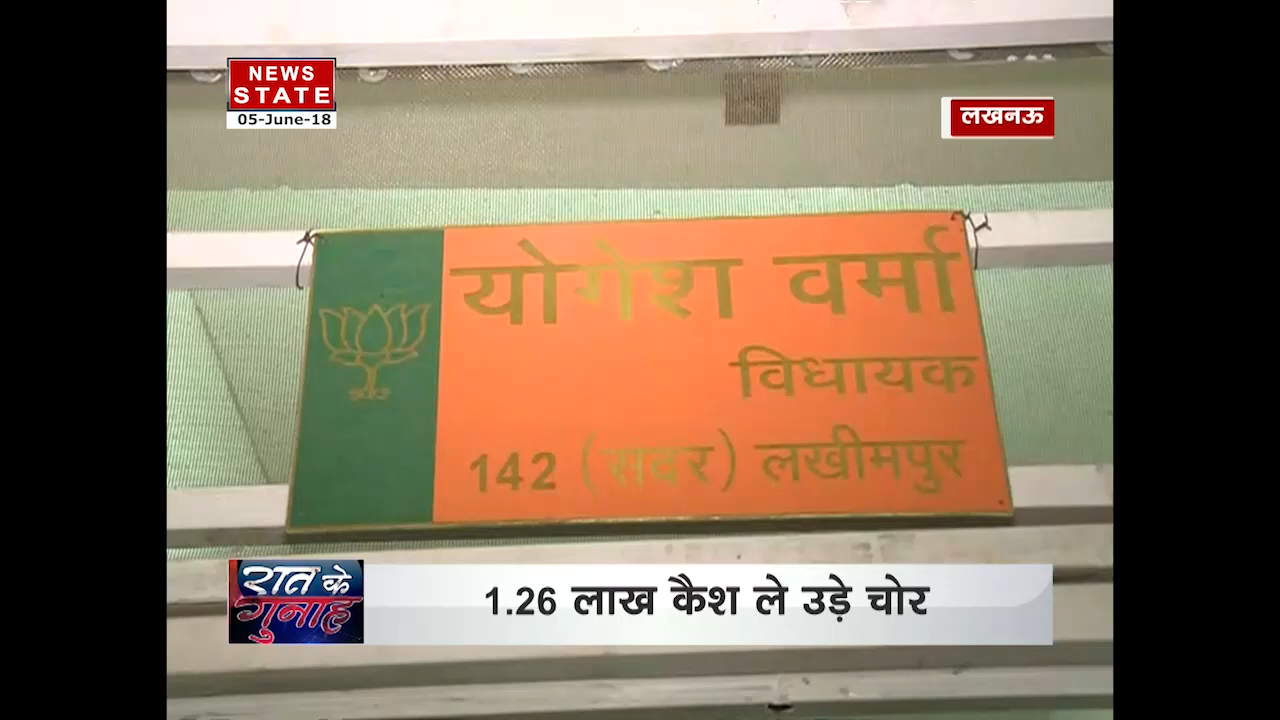 NEWS
STATE
05-June-18
लखनऊ
योगेश वर्मा
विधायक
142 (सदर) लखीमपुर
रात के
गुनाह
1.26 लाख कैश ले उड़े चोर